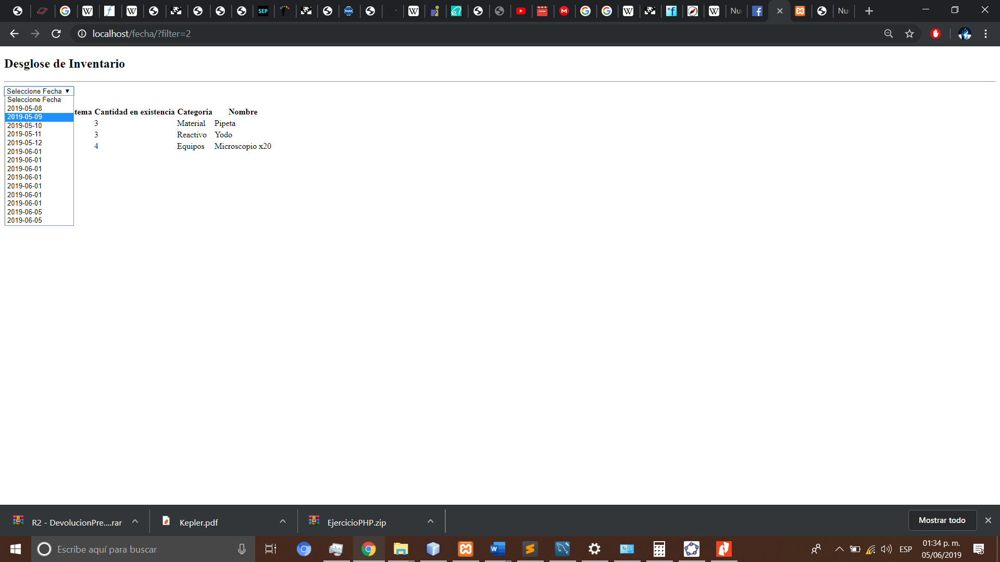 SEP
Nu
Nu
localhost/fecha/?filter=2
Desglose de Inventario
Seleccione Fecha ▼
Seleccione Fecha
2019-05-08
2019-05-09
2019-05-10
2019-05-11
2019-05-12
2019-06-01
2019-06-01
2019-06-01
2019-06-01
2019-06-01
2019-06-01
2019-06-01
2019-06-05
2019-06-05
tema Cantidad en existencia Categoria Nombre
3 Material Pipeta
3 Reactivo Yodo
4 Equipos Microscopio x20
R2 - DevolucionPre....rar
Kepler.pdf
EjercicioPHP.zip
Mostrar todo
Escribe aquí para buscar
ESP
01:34 p. m.
05/06/2019